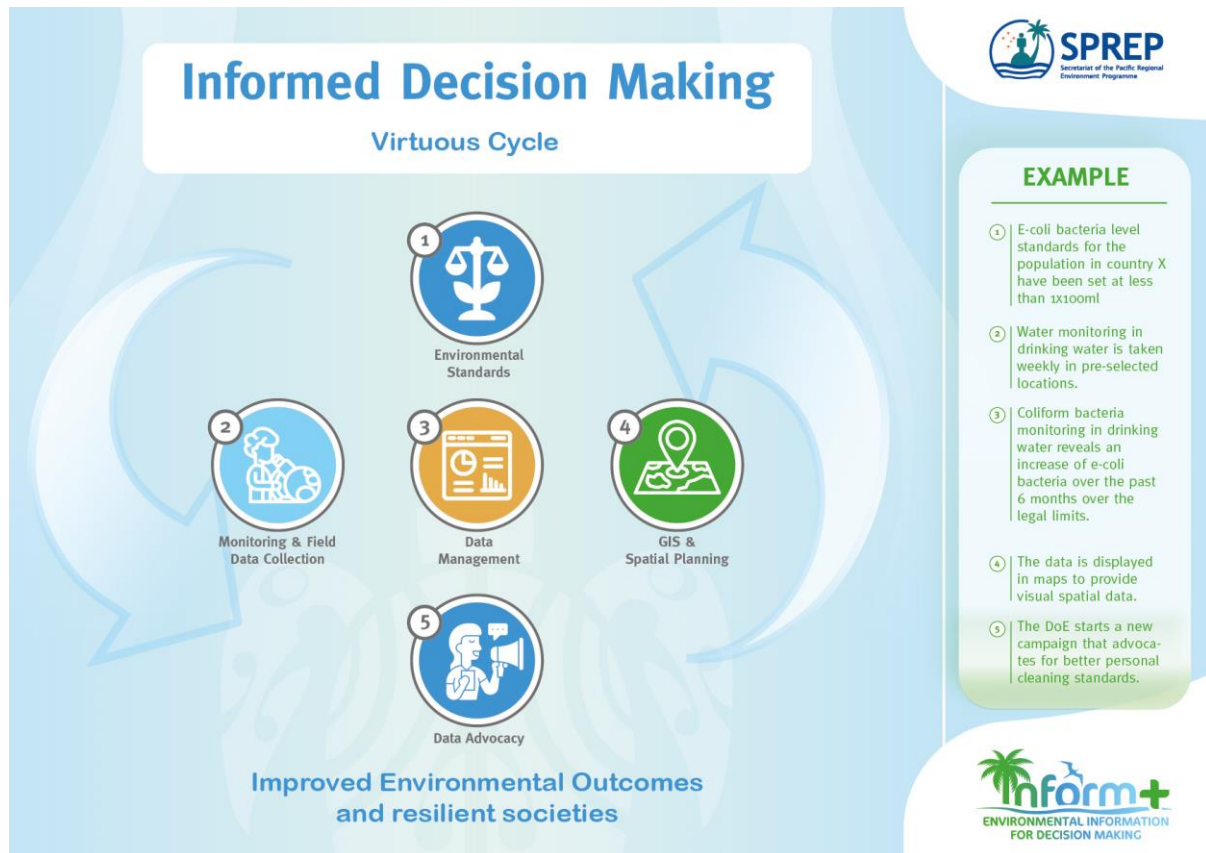 Informed Decision Making
Virtuous Cycle
1
Environmental
Standards
2
Monitoring & Field
Data Collection
3
Data
Management
4
GIS &
Spatial Planning
5
Data Advocacy
Improved Environmental Outcomes
and resilient societies
SPREP
Secretariat of the Pacific Regional
Environment Programme
EXAMPLE
1 E-coli bacteria level
standards for the
population in country X
have been set at less
than 1x100ml
2 Water monitoring in
drinking water is taken
weekly in pre-selected
locations.
3 Coliform bacteria
monitoring in drinking
water reveals an
increase of e-coli
bacteria over the past
6 months over the
legal limits.
4 The data is displayed
in maps to provide
visual spatial data.
5 The DoE starts a new
campaign that advoca-
tes for better personal
cleaning standards.
Inform+
ENVIRONMENTAL INFORMATION
FOR DECISION MAKING